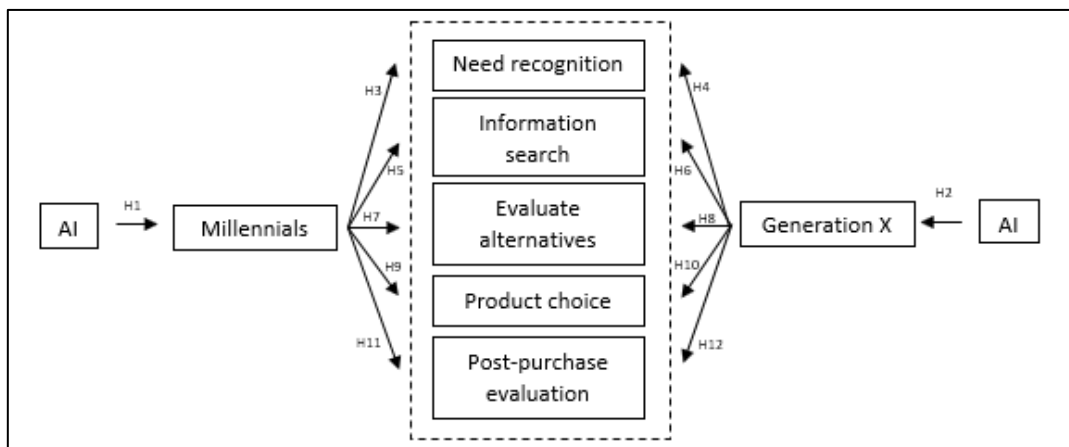 Need recognition
H3
H4
Information
search
H5
H6
H1
H2
AI
Millennials
H7
Evaluate
alternatives
H8
Generation X
AI
H9
H10
Product choice
H11
H12
Post-purchase
evaluation